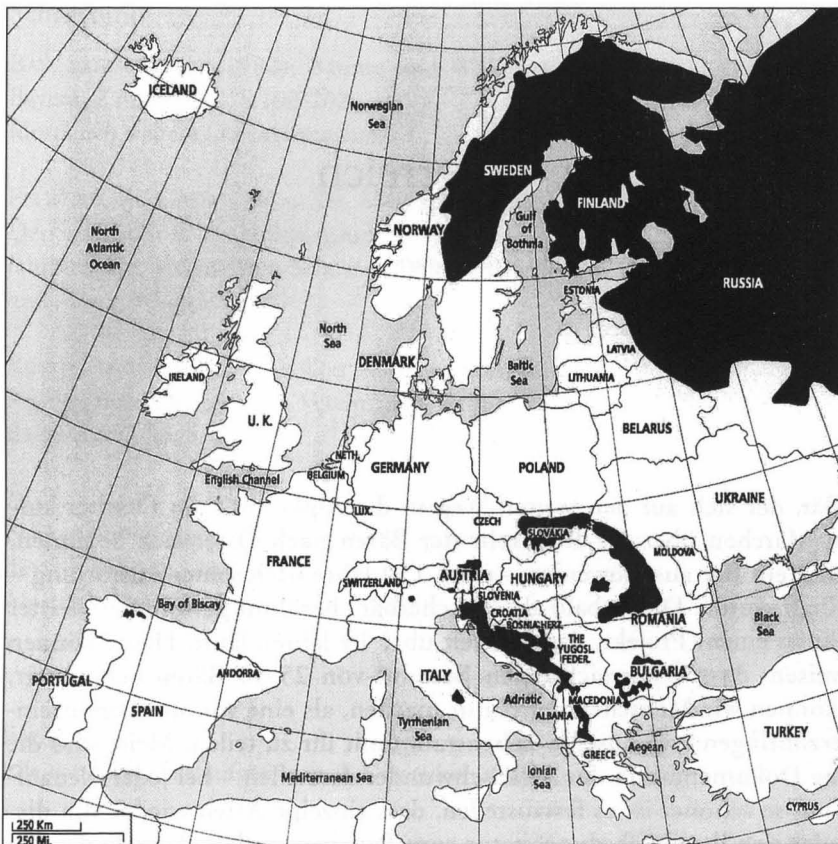 ICELAND
Norwegian
Sea
SWEDEN
FINLAND
NORWAY
Gulf
of
Bothnia
North
Atlantic
Ocean
RUSSIA
ESTONIA
North
Sea
LATVIA
DENMARK
Baltic
Sea
LITHUANIA
IRELAND
U. K.
BELARUS
NETH.
GERMANY
POLAND
BELGIUM
English Channel
UKRAINE
LUX.
CZECH
SLOVAKIA
FRANCE
MOLDOVA
AUSTRIA
HUNGARY
SWITZERLAND
SLOVENIA
CROATIA
ROMANIA
Bay of Biscay
BOSNIA/HERZ.
Black
Sea
THE
YUGOSL.
FEDER.
BULGARIA
ANDORRA
ITALY
PORTUGAL
Adriatic
MACEDONIA
SPAIN
ALBANIA
Tyrrhenian
Sea
TURKEY
Aegean
GREECE
Ionian
Sea
Mediterranean Sea
CYPRUS
250 Km
250 Mi.